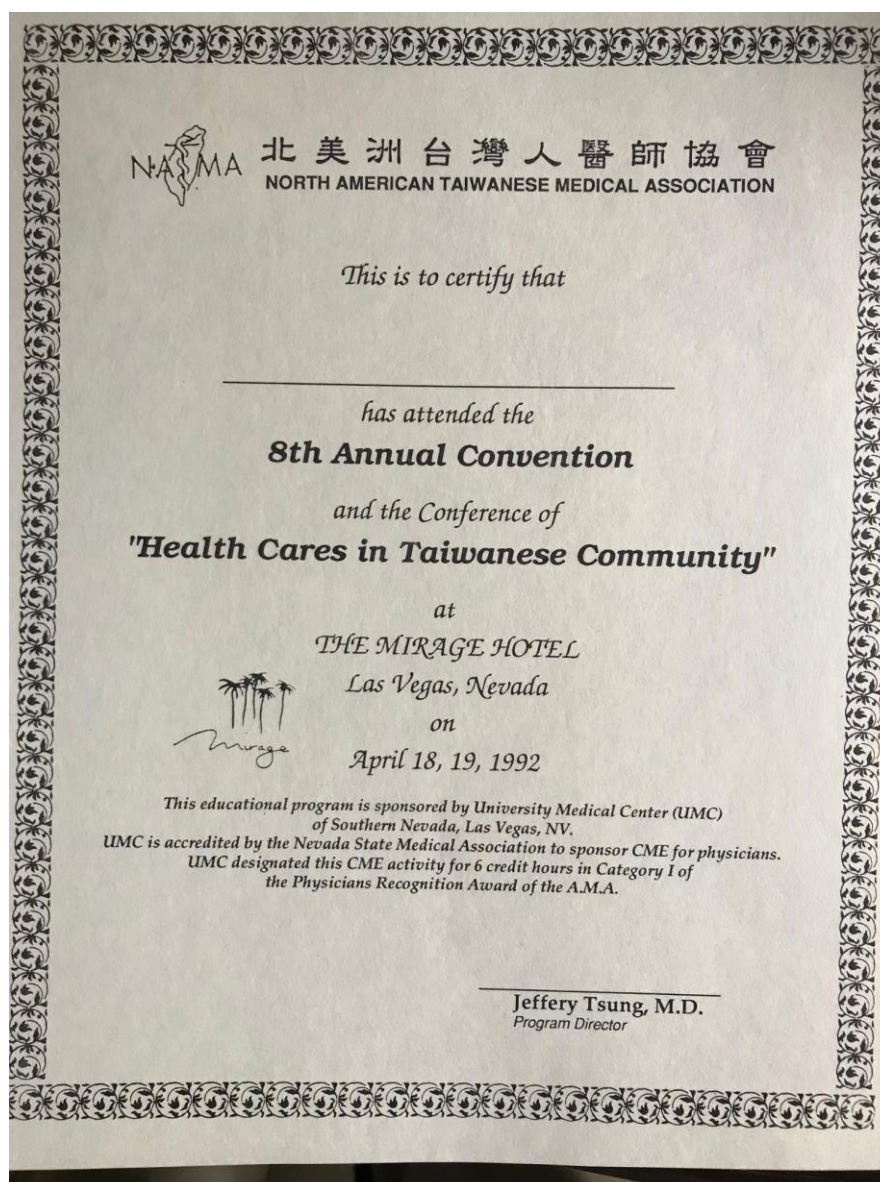 NATMA 北美洲台灣人醫師協會
NORTH AMERICAN TAIWANESE MEDICAL ASSOCIATION
This is to certify that
has attended the
8th Annual Convention
and the Conference of
"Health Cares in Taiwanese Community"
at
THE MIRAGE HOTEL
Las Vegas, Nevada
on
April 18, 19, 1992
Mirage
This educational program is sponsored by University Medical Center (UMC)
of Southern Nevada, Las Vegas, NV.
UMC is accredited by the Nevada State Medical Association to sponsor CME for physicians.
UMC designated this CME activity for 6 credit hours in Category I of
the Physicians Recognition Award of the A.M.A.
Jeffery Tsung, M.D.
Program Director